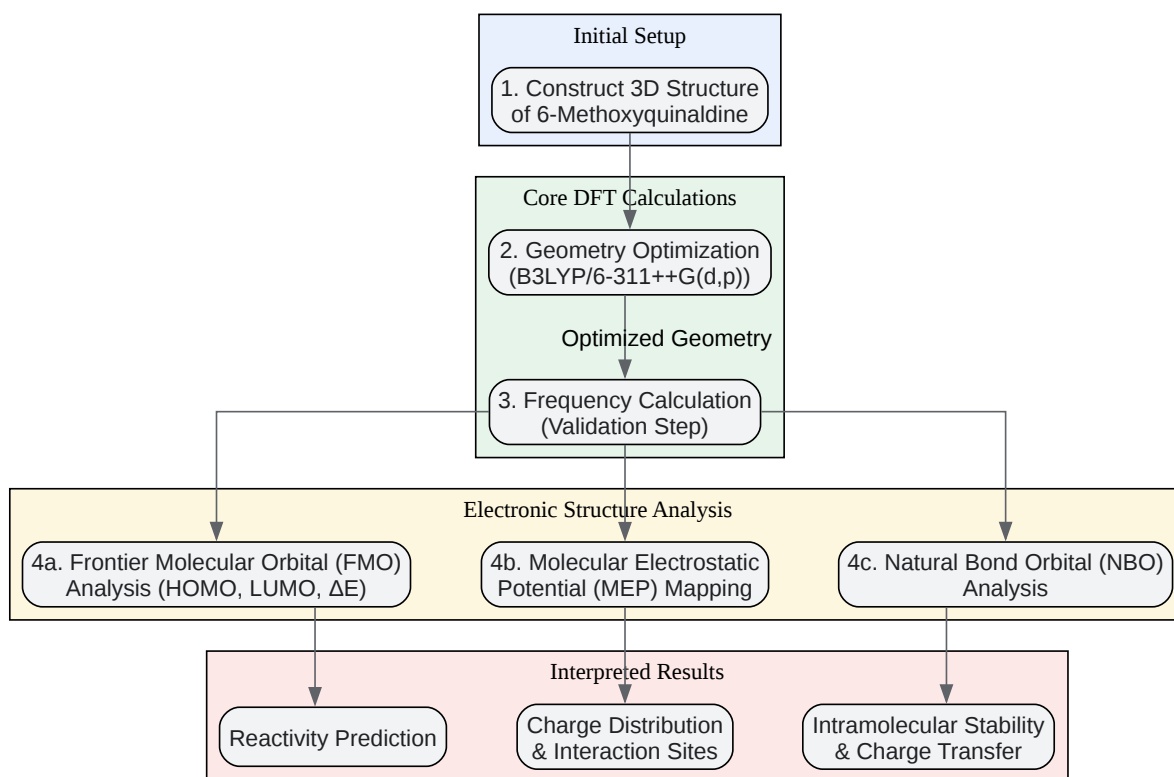 Initial Setup
1. Construct 3D Structure
of 6-Methoxyquinaldine
Core DFT Calculations
2. Geometry Optimization
(B3LYP/6-311++G(d,p))
Optimized Geometry
3. Frequency Calculation
(Validation Step)
Electronic Structure Analysis
4a. Frontier Molecular Orbital (FMO)
Analysis (HOMO, LUMO, ΔE)
4b. Molecular Electrostatic
Potential (MEP) Mapping
4c. Natural Bond Orbital (NBO)
Analysis
Interpreted Results
Reactivity Prediction
Charge Distribution
& Interaction Sites
Intramolecular Stability
& Charge Transfer